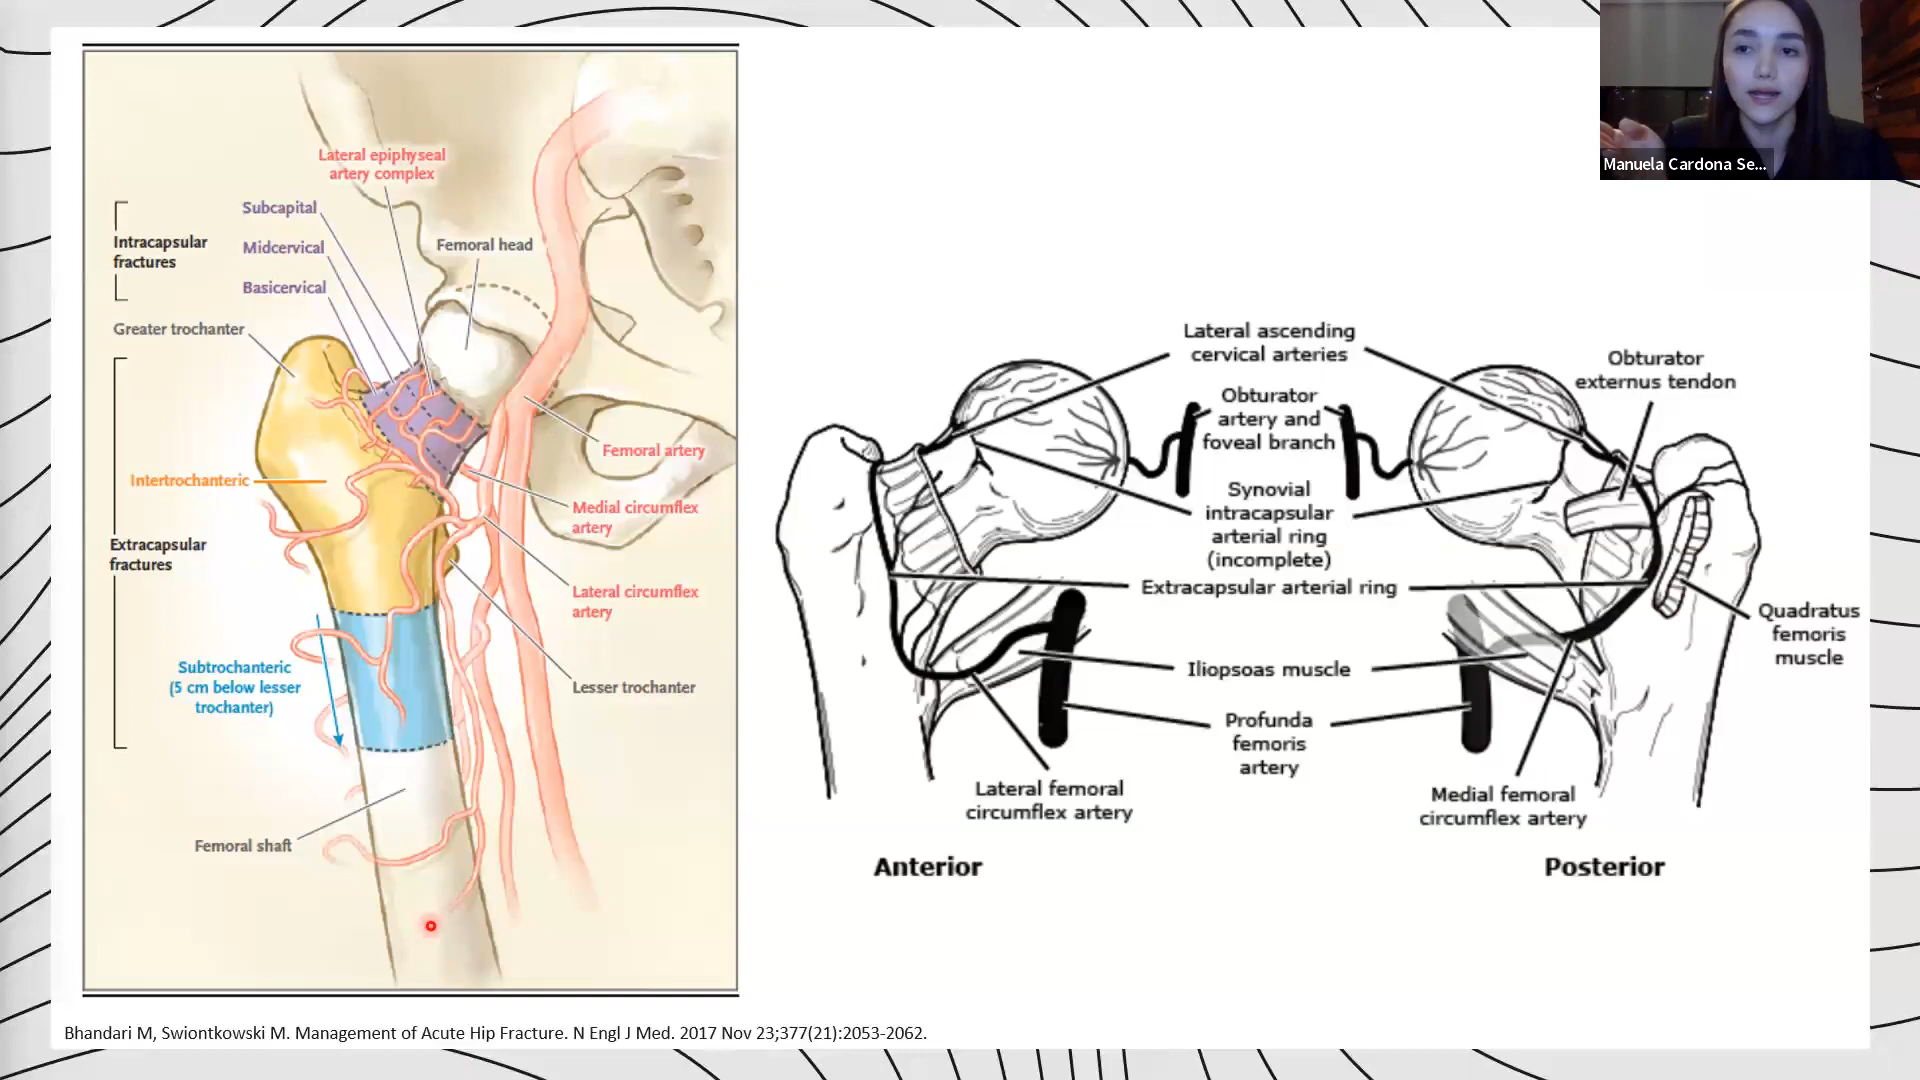 Lateral epiphyseal
artery complex
Subcapital
Midcervical
Basicervical
Intracapsular
fractures
Femoral head
Greater trochanter
Femoral artery
Intertrochanteric
Medial circumflex
artery
Extracapsular
fractures
Lateral circumflex
artery
Subtrochanteric
(5 cm below lesser
trochanter)
Lesser trochanter
Femoral shaft
Lateral ascending
cervical arteries
Obturator
artery and
foveal branch
Obturator
externus tendon
Synovial
intracapsular
arterial ring
(incomplete)
Extracapsular arterial ring
Quadratus
femoris
muscle
Iliopsoas muscle
Profunda
femoris
artery
Lateral femoral
circumflex artery
Medial femoral
circumflex artery
Anterior
Posterior
Bhandari M, Swiontkowski M. Management of Acute Hip Fracture. N Engl J Med. 2017 Nov 23;377(21):2053-2062.
Manuela Cardona Se...